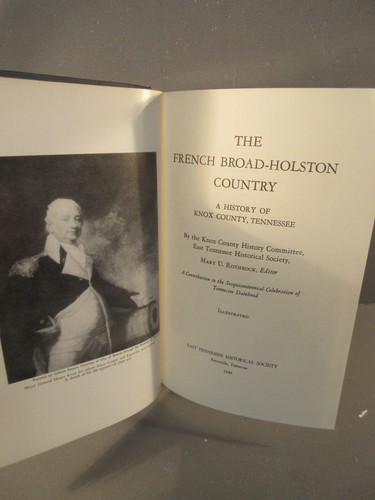 THE
FRENCH BROAD-HOLSTON
COUNTRY
A HISTORY OF
KNOX COUNTY, TENNESSEE
By the Knox County History Committee,
East Tennessee Historical Society,
MARY U. ROTHROCK, Editor
A Contribution to the Sesquicentennial Celebration of
Tennessee Statehood
ILLUSTRATED
EAST TENNESSEE HISTORICAL SOCIETY
Knoxville, Tennessee
1946